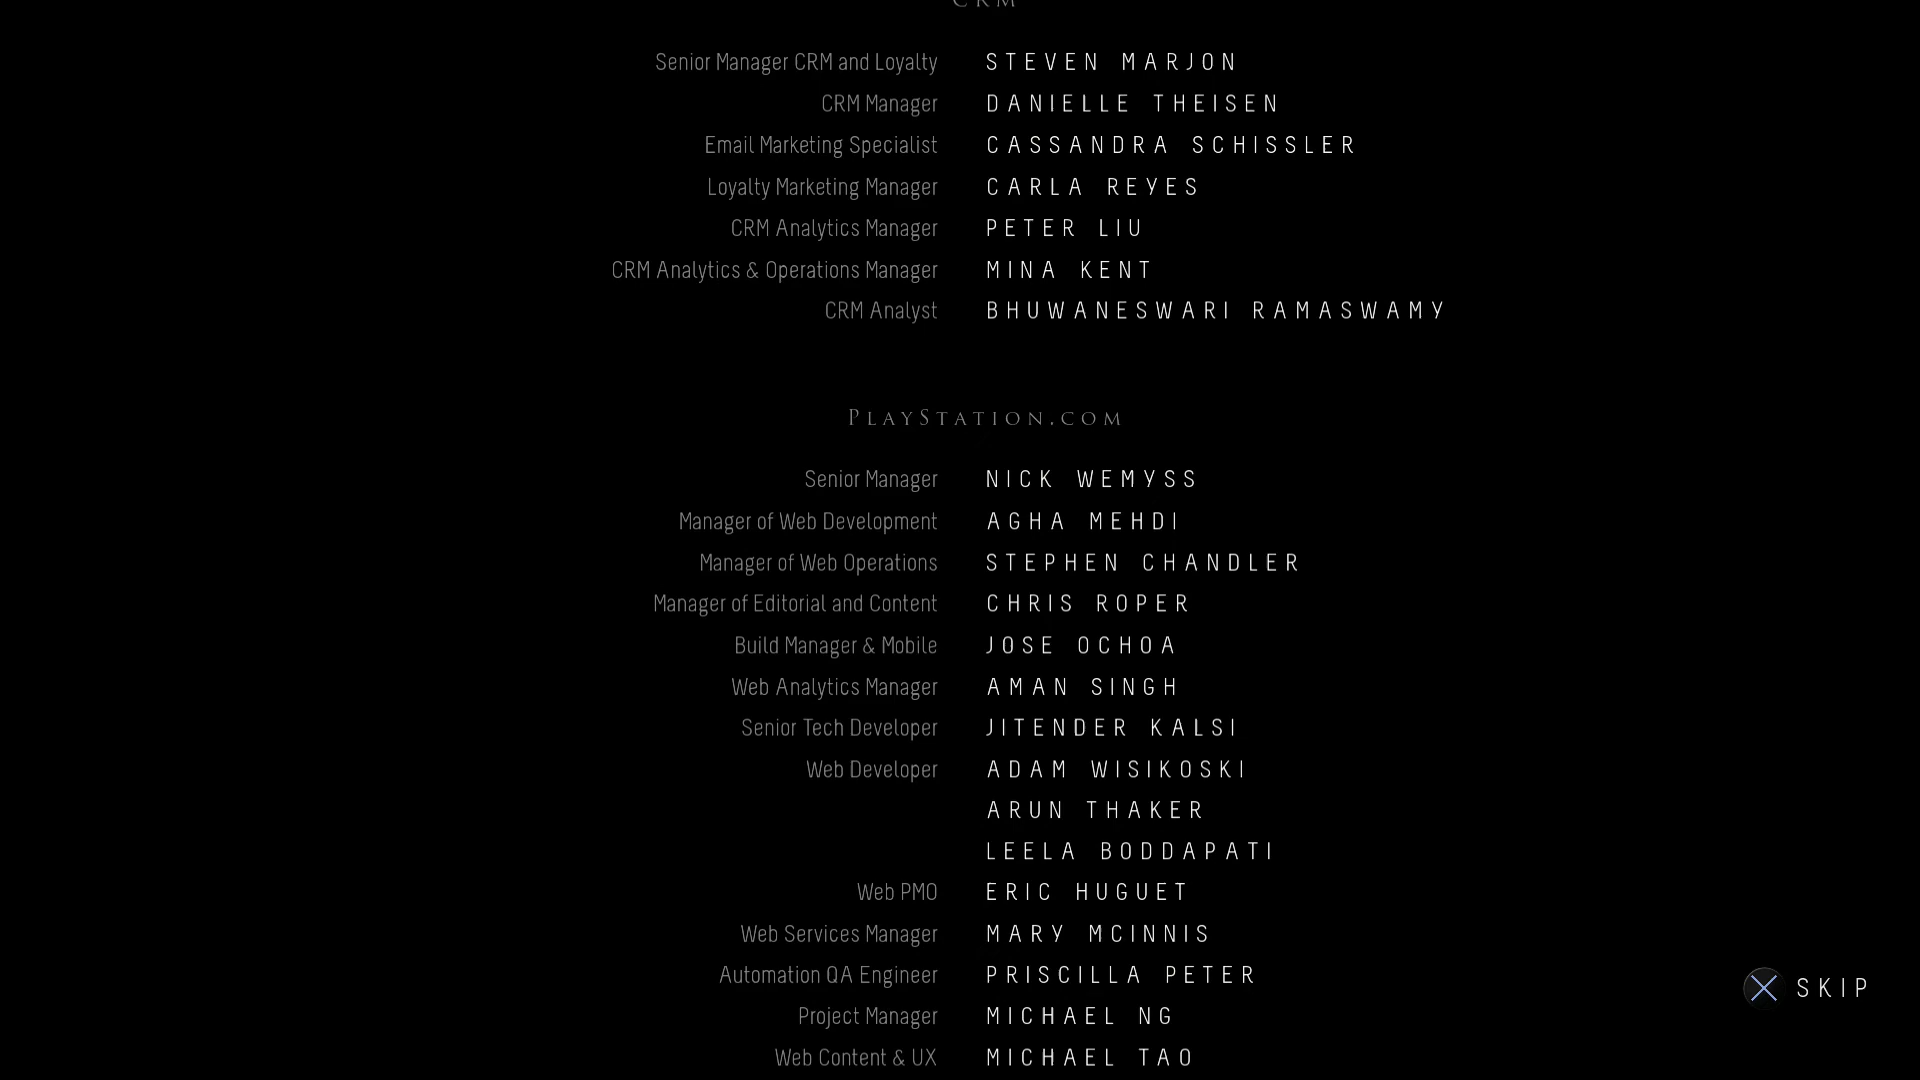 CRM
Senior Manager CRM and Loyalty STEVEN MARJON
CRM Manager DANIELLE THEISEN
Email Marketing Specialist CASSANDRA SCHISSLER
Loyalty Marketing Manager CARLA REYES
CRM Analytics Manager PETER LIU
CRM Analytics & Operations Manager MINA KENT
CRM Analyst BHUWANESWARI RAMASWAMY
PlayStation.com
Senior Manager NICK WEMYSS
Manager of Web Development AGHA MEHDI
Manager of Web Operations STEPHEN CHANDLER
Manager of Editorial and Content CHRIS ROPER
Build Manager & Mobile JOSE OCHOA
Web Analytics Manager AMAN SINGH
Senior Tech Developer JITENDER KALSI
Web Developer ADAM WISIKOSKI
ARUN THAKER
LEELA BODDAPATI
Web PMO ERIC HUGUET
Web Services Manager MARY MCINNIS
Automation QA Engineer PRISCILLA PETER
Project Manager MICHAEL NG
Web Content & UX MICHAEL TAO
SKIP